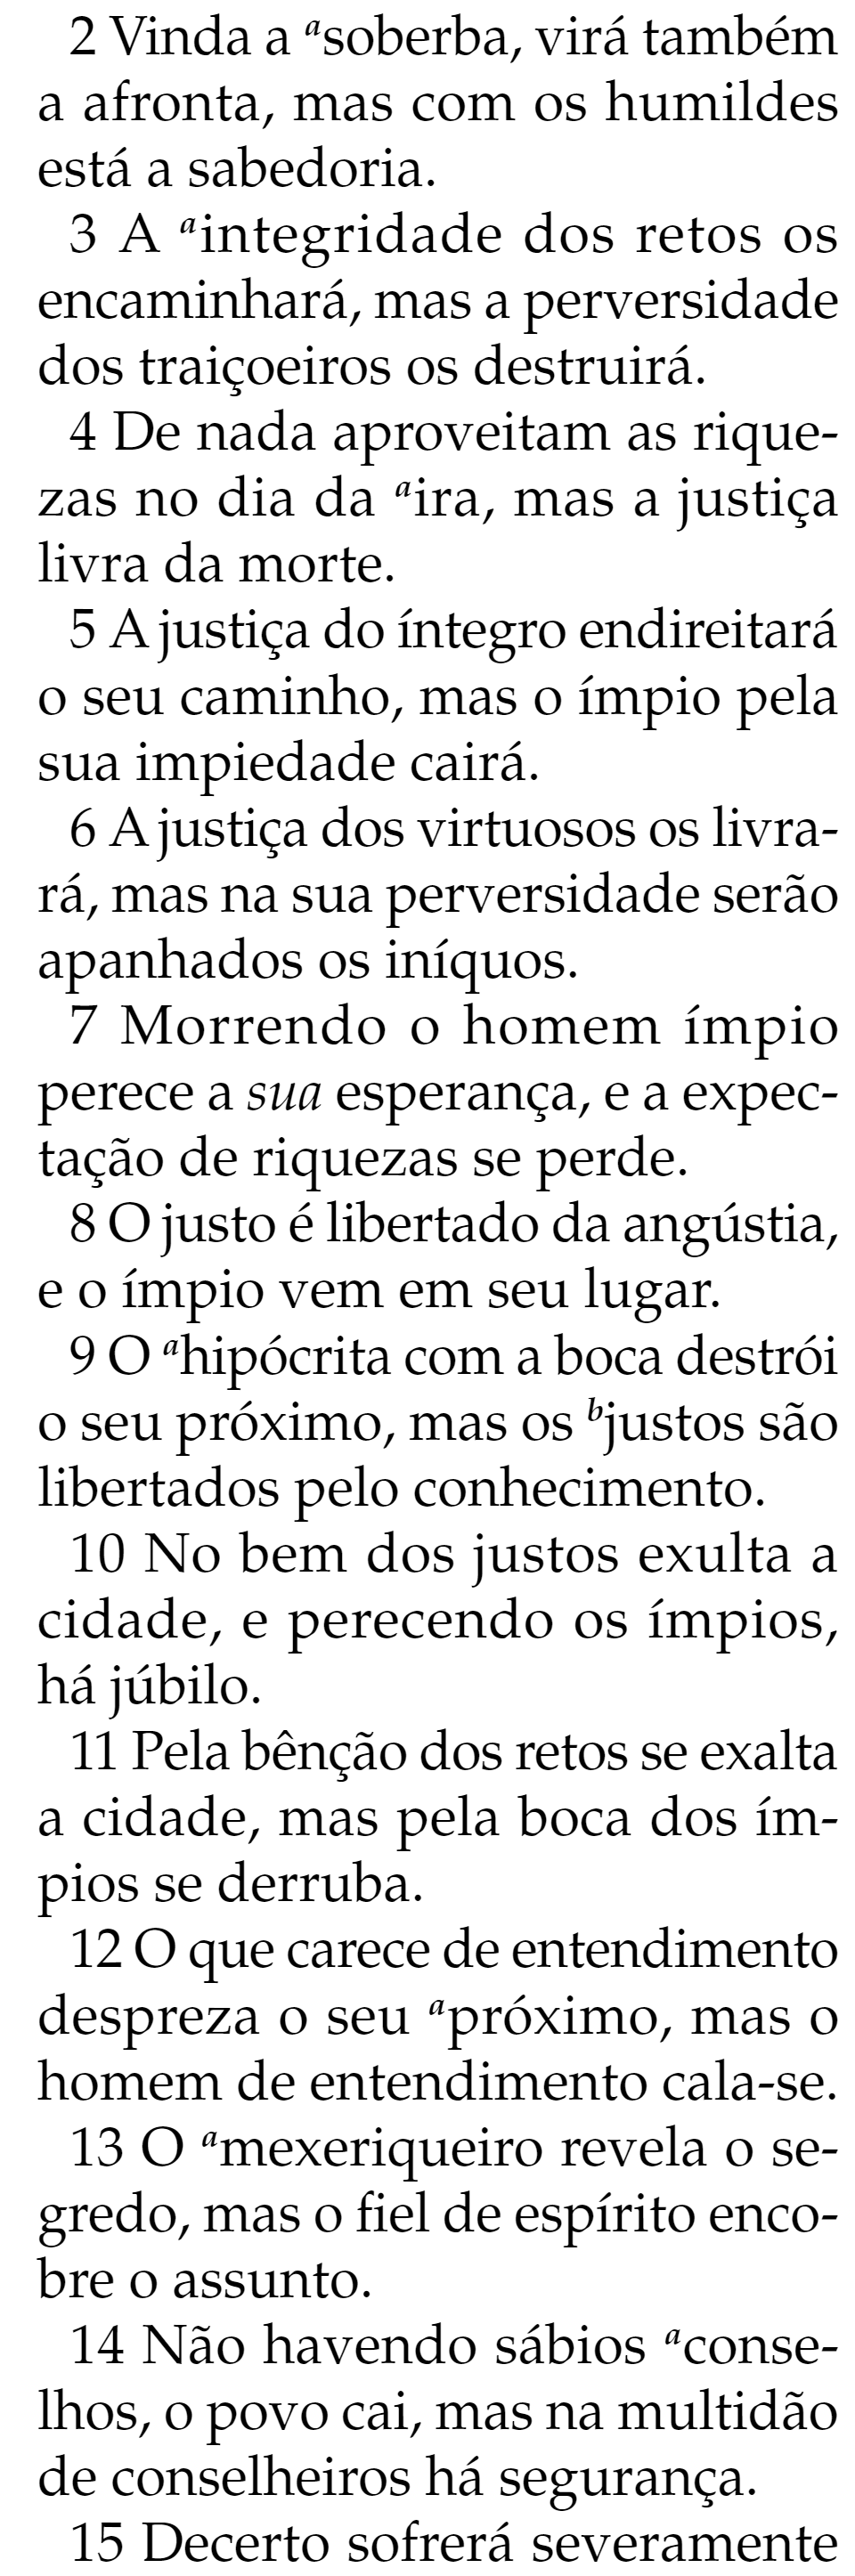 2 Vinda a ᵃsoberba, virá também
a afronta, mas com os humildes
está a sabedoria.
3 A ᵃintegridade dos retos os
encaminhará, mas a perversidade
dos traiçoeiros os destruirá.
4 De nada aproveitam as rique-
zas no dia da ᵃira, mas a justiça
livra da morte.
5 A justiça do íntegro endireitará
o seu caminho, mas o ímpio pela
sua impiedade cairá.
6 A justiça dos virtuosos os livra-
rá, mas na sua perversidade serão
apanhados os iníquos.
7 Morrendo o homem ímpio
perece a sua esperança, e a expec-
tação de riquezas se perde.
8 O justo é libertado da angústia,
e o ímpio vem em seu lugar.
9 O ᵃhipócrita com a boca destrói
o seu próximo, mas os ᵇjustos são
libertados pelo conhecimento.
10 No bem dos justos exulta a
cidade, e perecendo os ímpios,
há júbilo.
11 Pela bênção dos retos se exalta
a cidade, mas pela boca dos ím-
pios se derruba.
12 O que carece de entendimento
despreza o seu ᵃpróximo, mas o
homem de entendimento cala-se.
13 O ᵃmexeriqueiro revela o se-
gredo, mas o fiel de espírito enco-
bre o assunto.
14 Não havendo sábios ᵃconse-
lhos, o povo cai, mas na multidão
de conselheiros há segurança.
15 Decerto sofrerá severamente